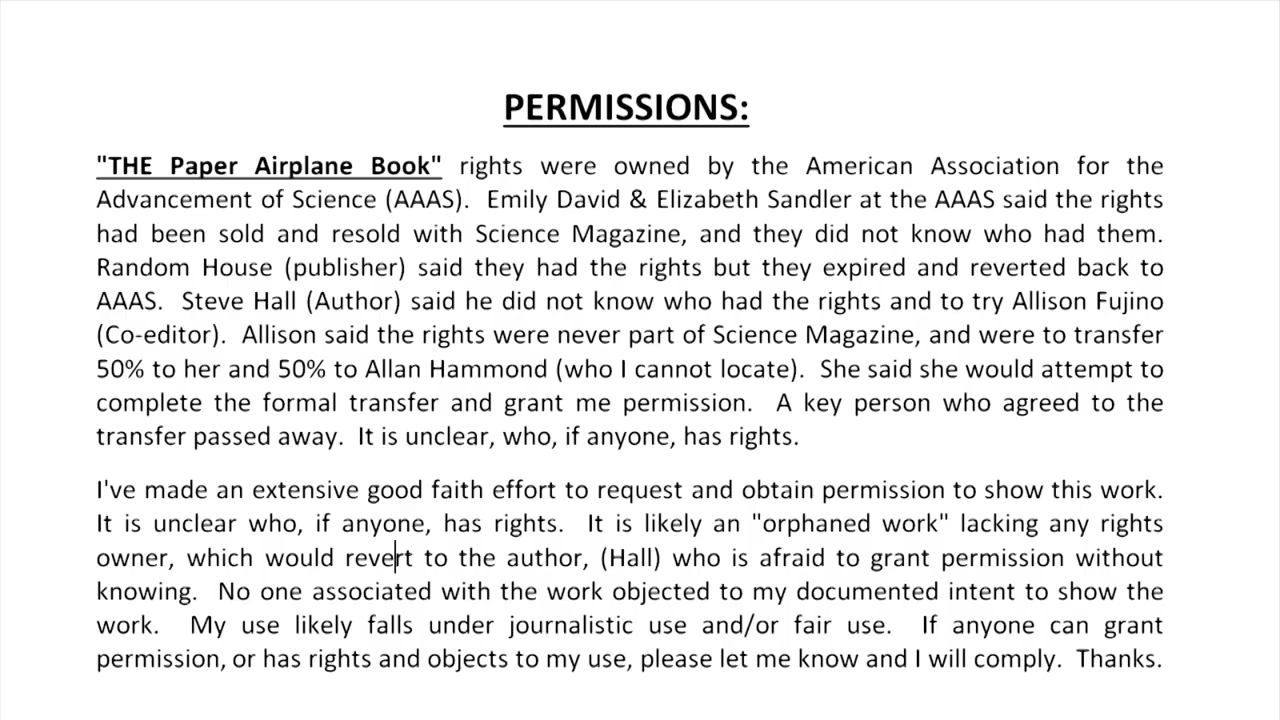 PERMISSIONS:
"THE Paper Airplane Book" rights were owned by the American Association for the
Advancement of Science (AAAS). Emily David & Elizabeth Sandler at the AAAS said the rights
had been sold and resold with Science Magazine, and they did not know who had them.
Random House (publisher) said they had the rights but they expired and reverted back to
AAAS. Steve Hall (Author) said he did not know who had the rights and to try Allison Fujino
(Co-editor). Allison said the rights were never part of Science Magazine, and were to transfer
50% to her and 50% to Allan Hammond (who I cannot locate). She said she would attempt to
complete the formal transfer and grant me permission. A key person who agreed to the
transfer passed away. It is unclear, who, if anyone, has rights.
I've made an extensive good faith effort to request and obtain permission to show this work.
It is unclear who, if anyone, has rights. It is likely an "orphaned work" lacking any rights
owner, which would revert to the author, (Hall) who is afraid to grant permission without
knowing. No one associated with the work objected to my documented intent to show the
work. My use likely falls under journalistic use and/or fair use. If anyone can grant
permission, or has rights and objects to my use, please let me know and I will comply. Thanks.